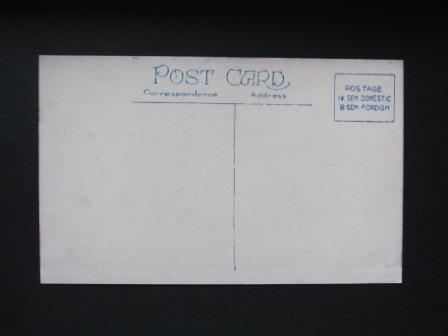 POST CARD
Correspondence Address
POSTAGE
1½ SEN DOMESTIC
8 SEN FOREIGN